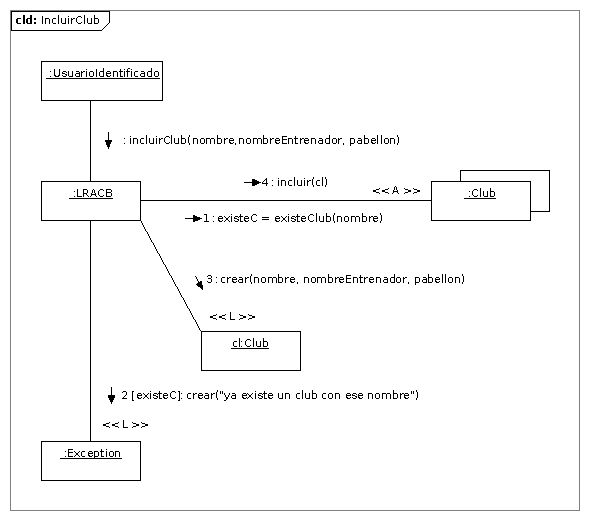 cld: IncluirClub
:UsuarioIdentificado
: incluirClub(nombre,nombreEntrenador, pabellon)
4 : incluir(cl)
:LRACB
<< A >>
:Club
1 : existeC = existeClub(nombre)
3 : crear(nombre, nombreEntrenador, pabellon)
<< L >>
cl:Club
2 [existeC]: crear("ya existe un club con ese nombre")
<< L >>
:Exception